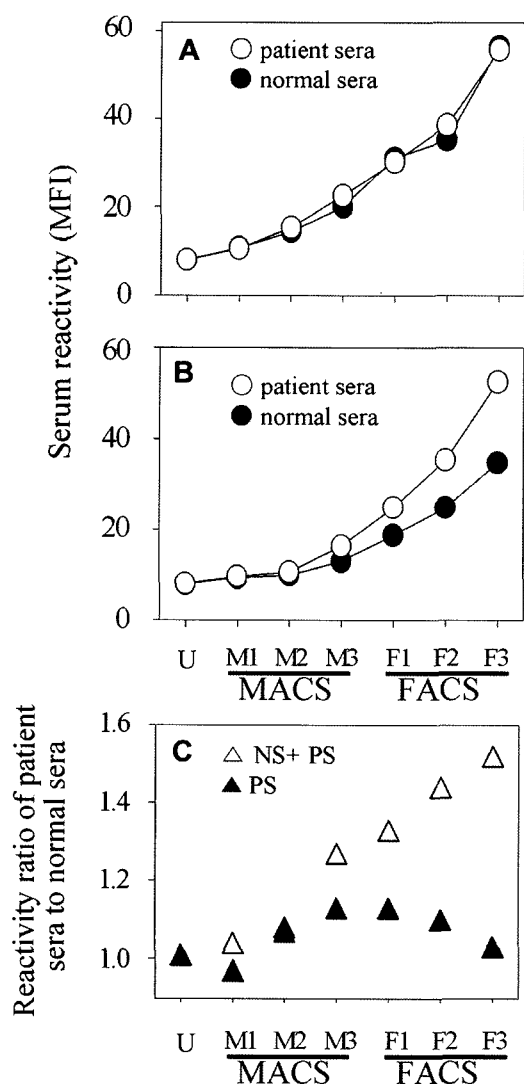 60
A
patient sera
normal sera
40
20
0
Serum reactivity (MFI)
60
B
patient sera
normal sera
40
20
0
U M1 M2 M3 F1 F2 F3
MACS FACS
1.6
C
NS+ PS
PS
1.4
1.2
1.0
Reactivity ratio of patient
sera to normal sera
U M1 M2 M3 F1 F2 F3
MACS FACS